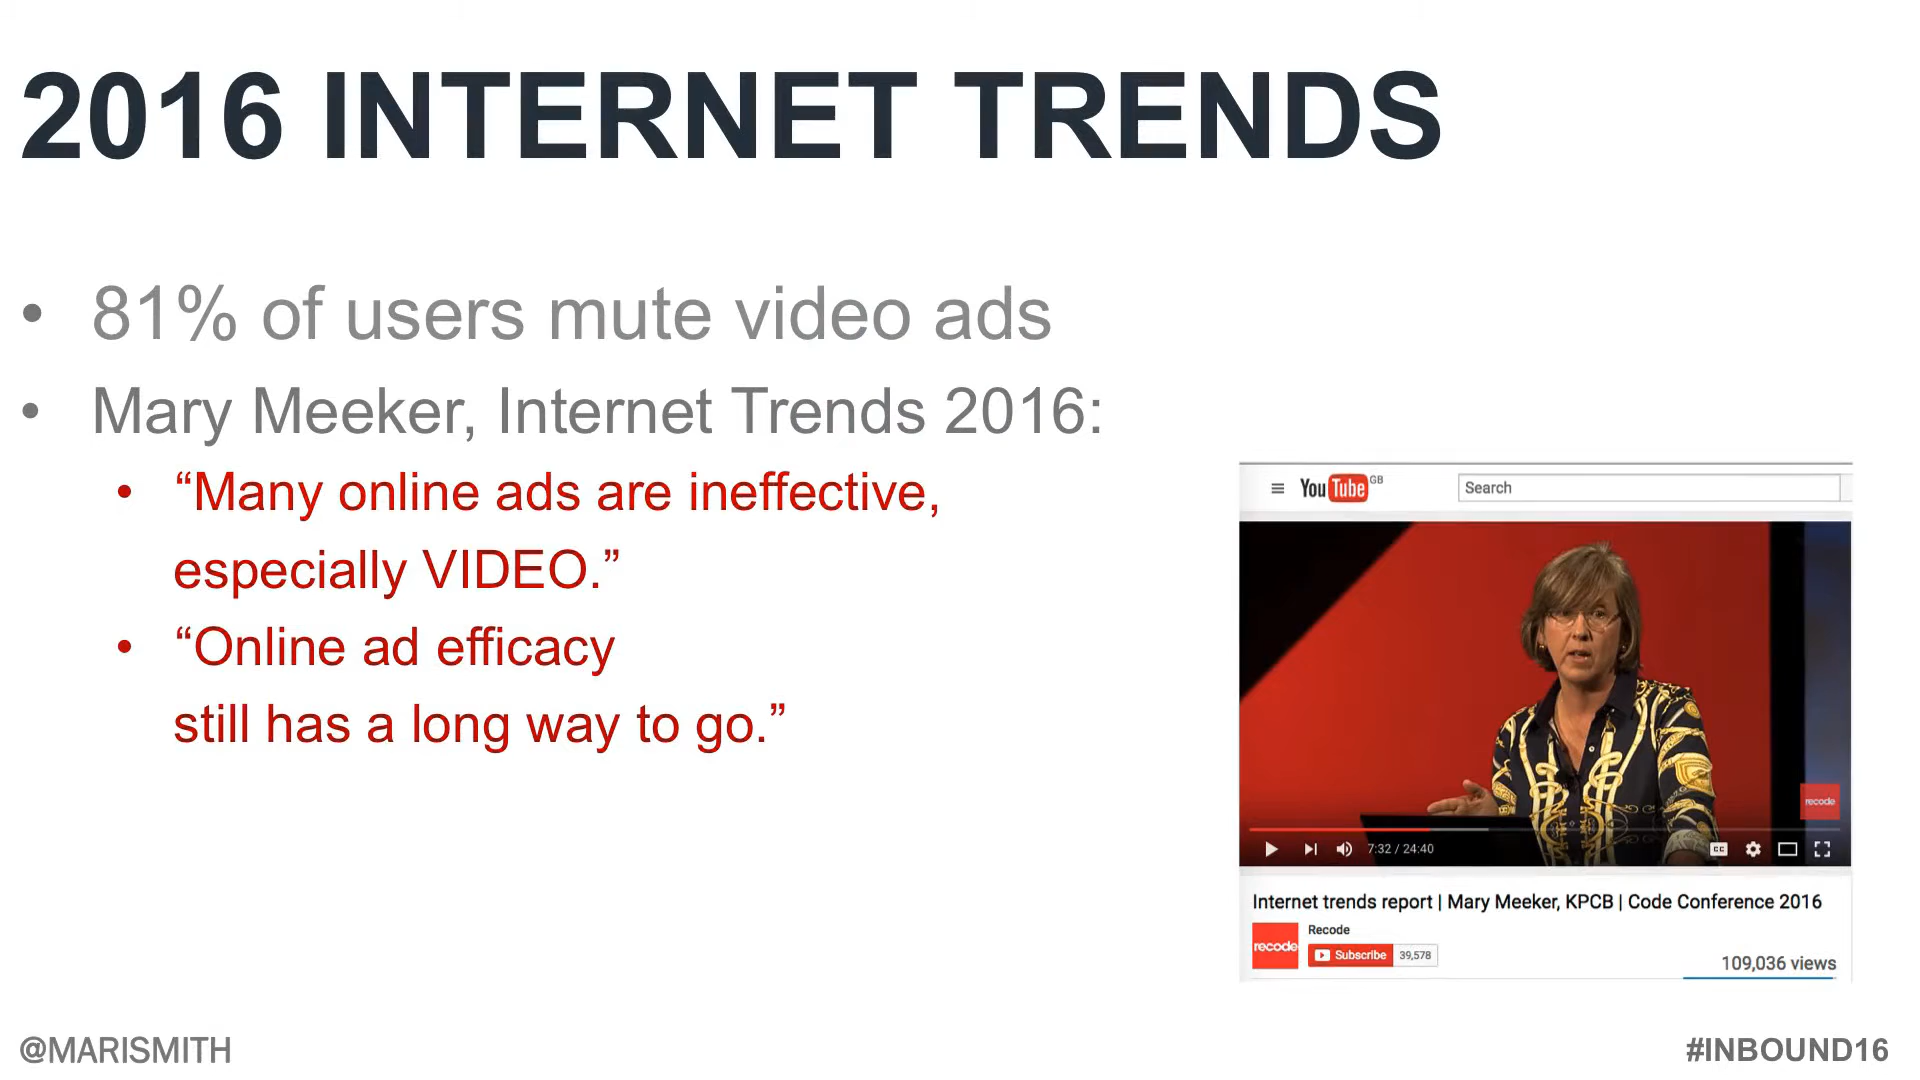 2016 INTERNET TRENDS
• 81% of users mute video ads
• Mary Meeker, Internet Trends 2016:
• “Many online ads are ineffective,
especially VIDEO.”
• “Online ad efficacy
still has a long way to go.”
YouTube GB
Search
recode
7:32 / 24:40
CC
Internet trends report | Mary Meeker, KPCB | Code Conference 2016
recode
Recode
Subscribe 39,578
109,036 views
@MARISMITH
#INBOUND16